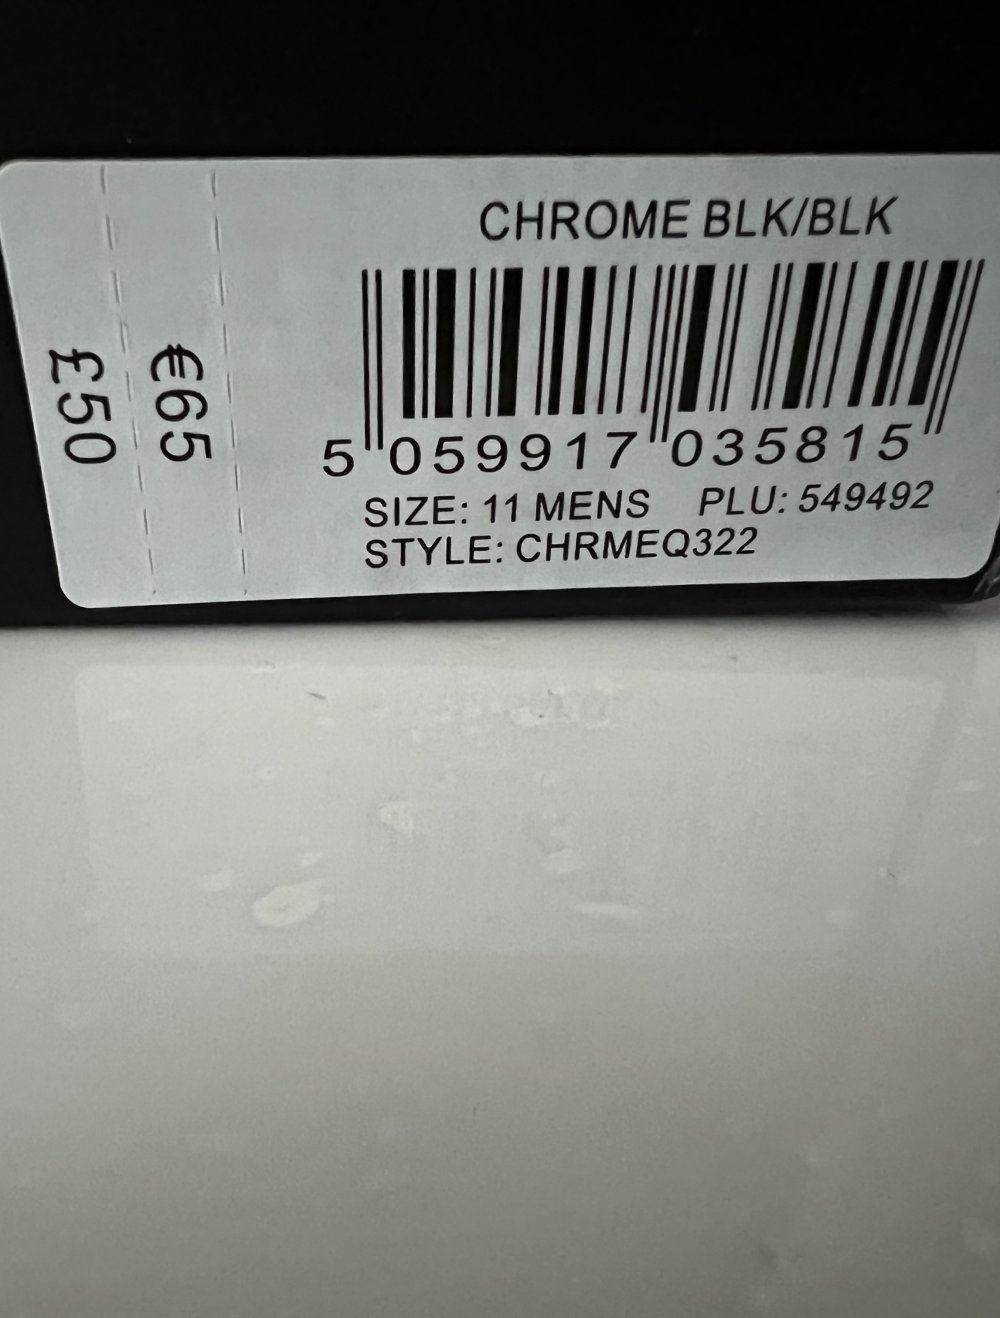 CHROME BLK/BLK
5 059917 035815
SIZE: 11 MENS PLU: 549492
STYLE: CHRMEQ322
€65
£50